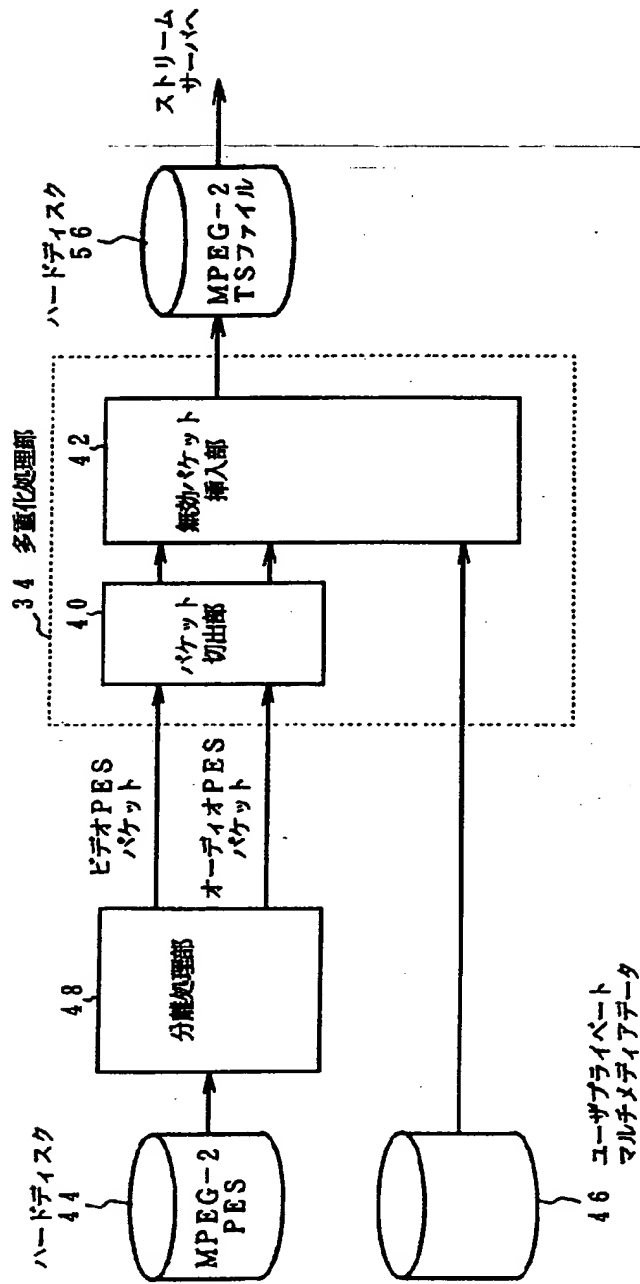 ハードディスク
44
MPEG-2
PES
48
分離処理部
ビデオPES
パケット
オーディオPES
パケット
34 多重化処理部
40
パケット
切出部
42
無効パケット
挿入部
ハードディスク
56
MPEG-2
TSファイル
ストリーム
サーバへ
46 ユーザプライベート
マルチメディアデータ